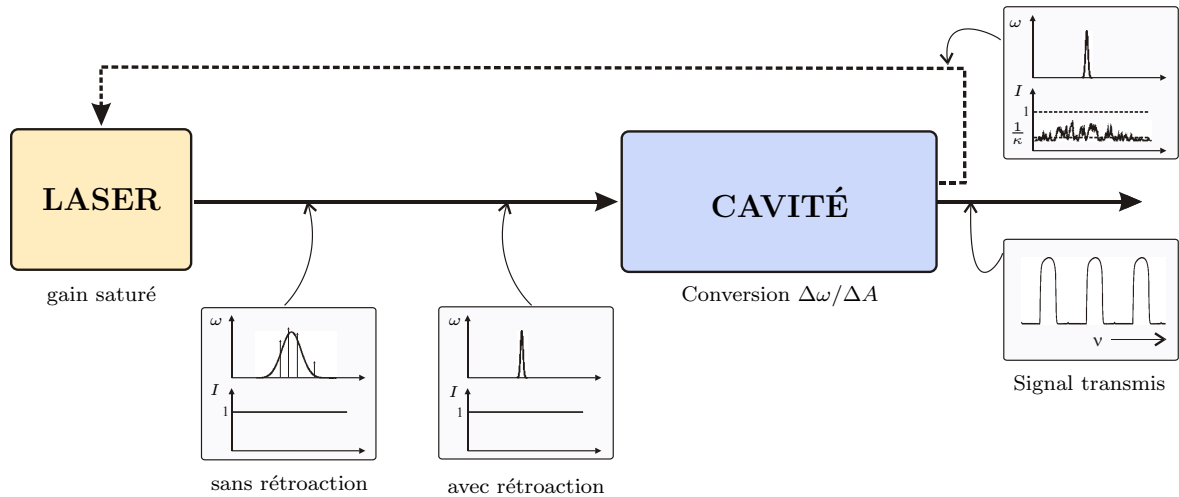 LASER
gain saturé
CAVITÉ
Conversion Δω/ΔA
ω
I
1
1/κ
ν
Signal transmis
ω
I
1
sans rétroaction
ω
I
1
avec rétroaction